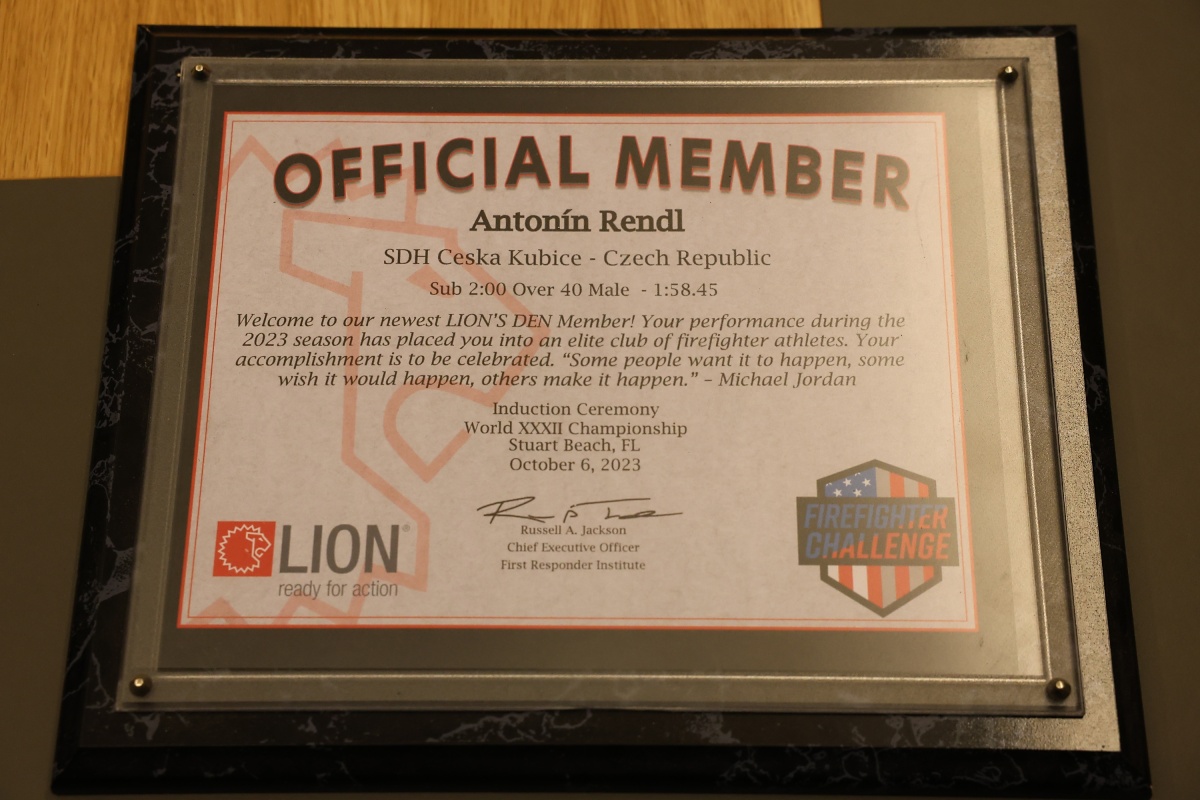 OFFICIAL MEMBER
Antonín Rendl
SDH Ceska Kubice - Czech Republic
Sub 2:00 Over 40 Male - 1:58.45
Welcome to our newest LION'S DEN Member! Your performance during the
2023 season has placed you into an elite club of firefighter athletes. Your
accomplishment is to be celebrated. “Some people want it to happen, some
wish it would happen, others make it happen.” – Michael Jordan
Induction Ceremony
World XXXII Championship
Stuart Beach, FL
October 6, 2023
Russell A. Jackson
Chief Executive Officer
First Responder Institute
LION®
ready for action
FIREFIGHTER
CHALLENGE